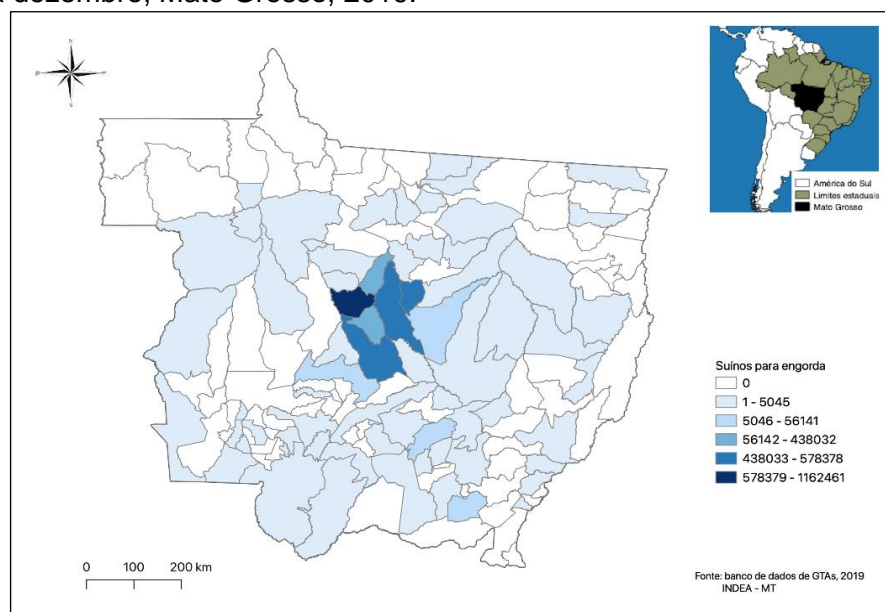 a dezembro, Mato Grosso, 2019.
América do Sul
Limites estaduais
Mato Grosso
Suínos para engorda
0
1 - 5045
5046 - 56141
56142 - 438032
438033 - 578378
578379 - 1162461
0 100 200 km
Fonte: banco de dados de GTAs, 2019
INDEA - MT